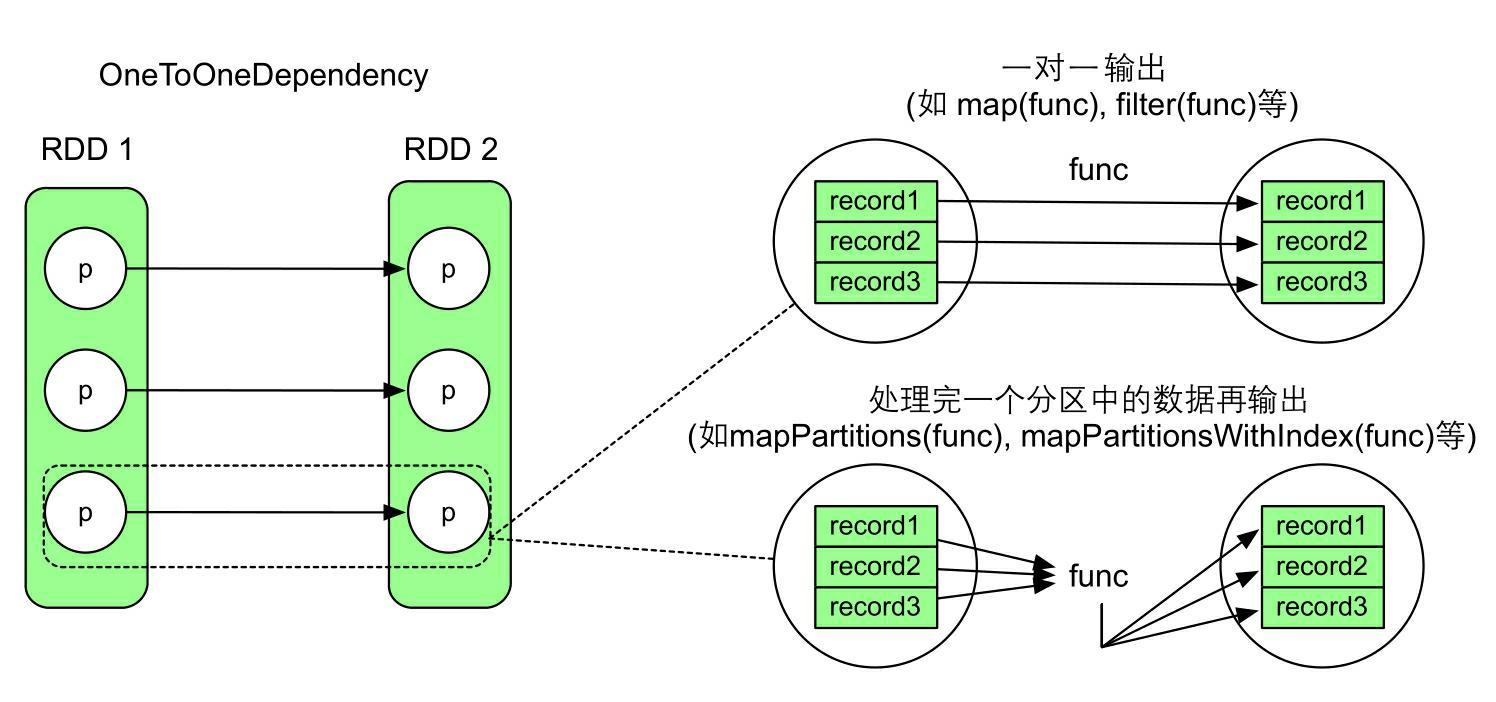 OneToOneDependency
RDD 1
RDD 2
p
p
p
p
p
p
一对一输出
(如 map(func), filter(func)等)
func
record1
record2
record3
record1
record2
record3
处理完一个分区中的数据再输出
(如mapPartitions(func), mapPartitionsWithIndex(func)等)
record1
record2
record3
func
record1
record2
record3